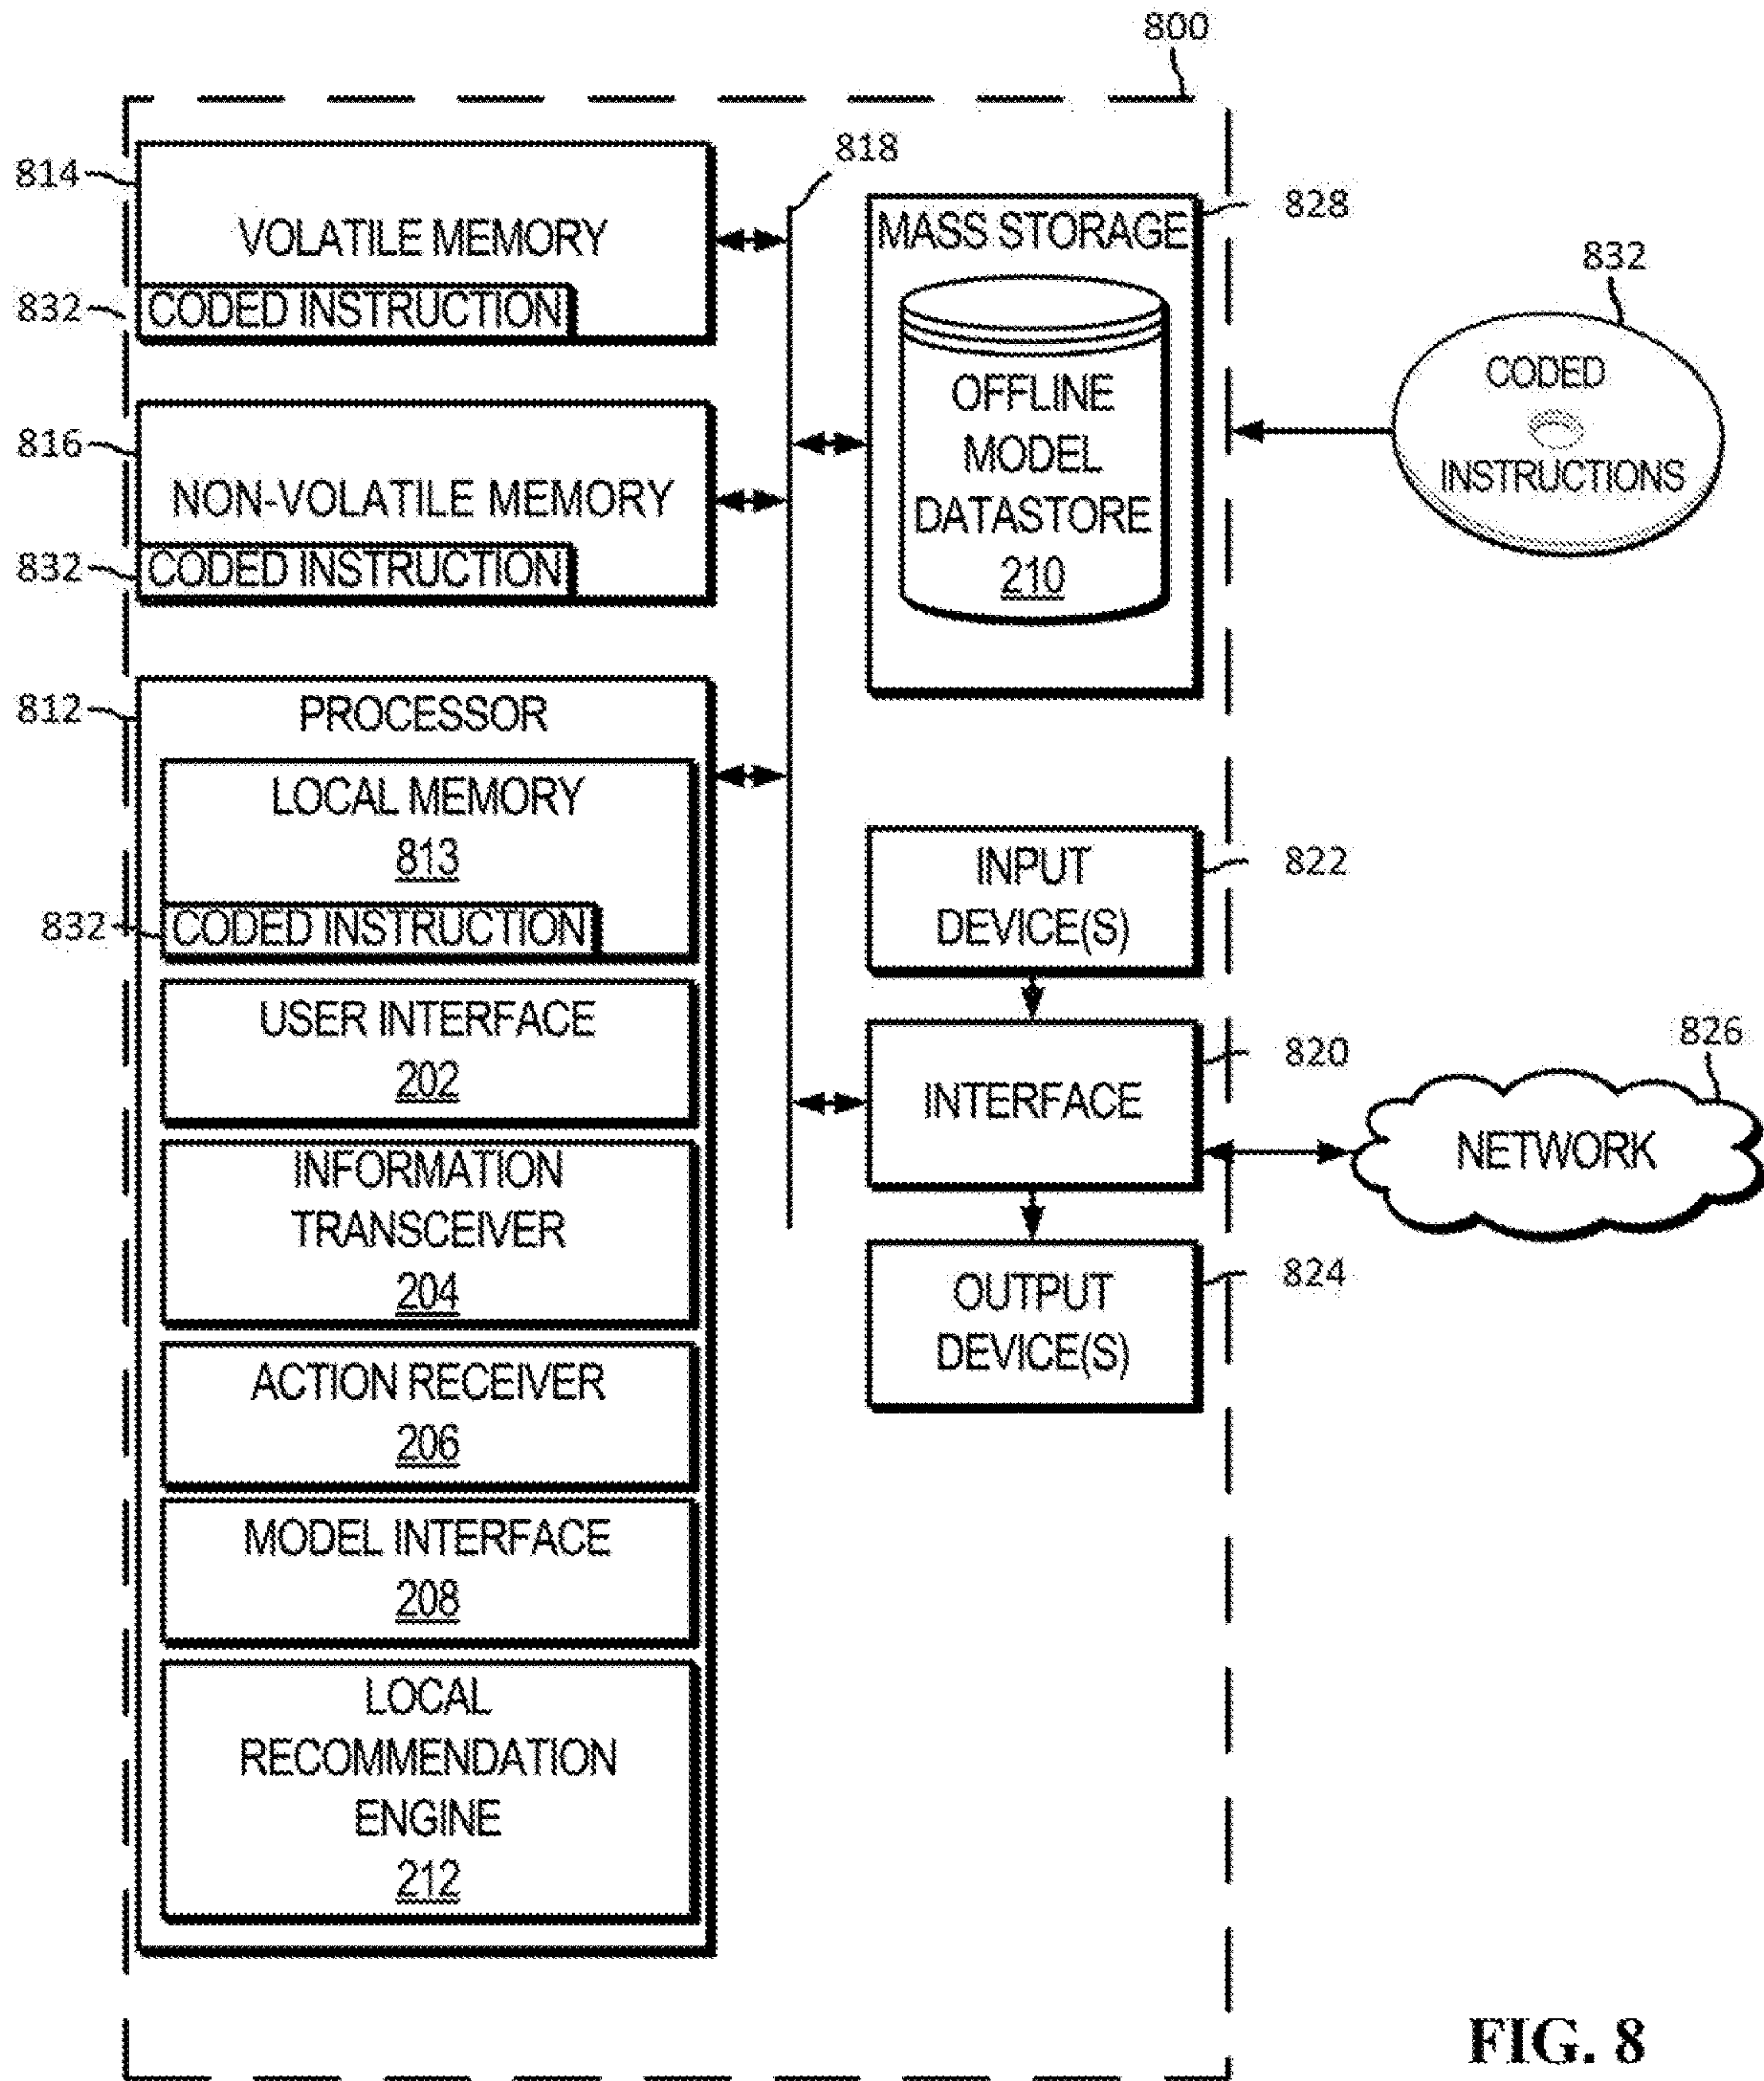 800
814
VOLATILE MEMORY
832
CODED INSTRUCTION
816
NON-VOLATILE MEMORY
832
CODED INSTRUCTION
812
PROCESSOR
LOCAL MEMORY
813
832
CODED INSTRUCTION
USER INTERFACE
202
INFORMATION
TRANSCEIVER
204
ACTION RECEIVER
206
MODEL INTERFACE
208
LOCAL
RECOMMENDATION
ENGINE
212
818
828
MASS STORAGE
OFFLINE
MODEL
DATASTORE
210
832
CODED
INSTRUCTIONS
822
INPUT
DEVICE(S)
820
INTERFACE
826
NETWORK
824
OUTPUT
DEVICE(S)
FIG. 8